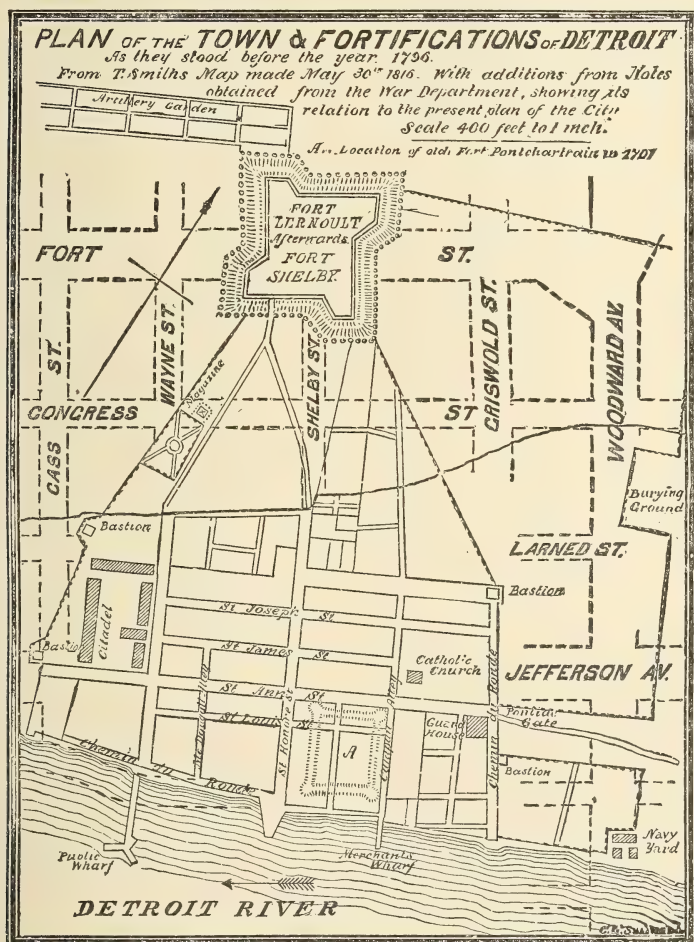 PLAN OF THE TOWN & FORTIFICATIONS OF DETROIT
As they stood before the year. 1796.
From T. Smiths Map made May 30th 1816. With additions from Notes
obtained from the War Department, showing its
relation to the present plan of the City
Scale 400 feet to 1 inch.
Artillery Garden
A. Location of old Fort Pontchartrain in 1701
FORT
LERNOULT
Afterwards
FORT
SHELBY.
FORT
ST.
ST.
WAYNE ST.
SHELBY ST.
GRISWOLD ST.
WOODWARD AV.
Magazine
CONGRESS
ST
CASS
Burying
Ground
Bastion
LARNED ST.
Bastion
St Joseph St
Citadel
St James St
Catholic
Church
JEFFERSON AV.
St Ann St
St Louis St
St Honore St
Guard
House
Pontiac
Gate
Chemin du Ronde
A
Chemin du Ronde
Bastion
Navy
Yard
Public
Wharf
Merchants
Wharf
DETROIT RIVER